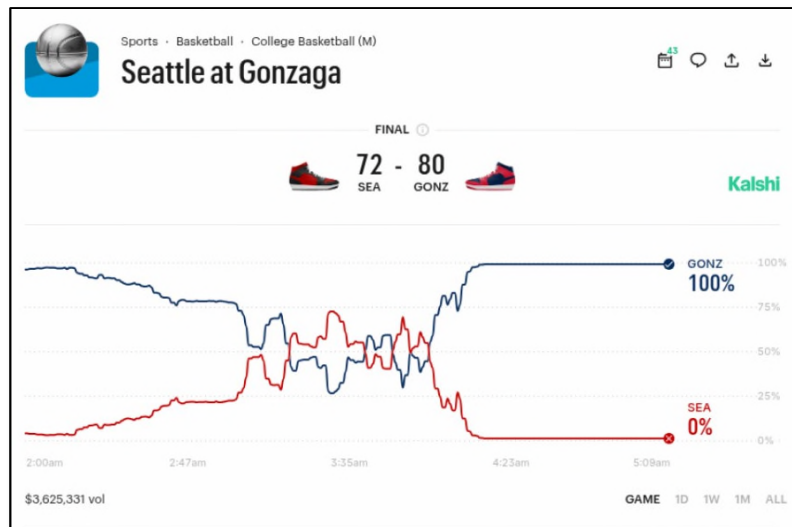 Sports · Basketball · College Basketball (M)
Seattle at Gonzaga
43
FINAL
72 - 80
SEA GONZ
Kalshi
100%
GONZ
100%
75%
50%
25%
SEA
0%
0%
2:00am 2:47am 3:35am 4:23am 5:09am
$3,625,331 vol
GAME 1D 1W 1M ALL